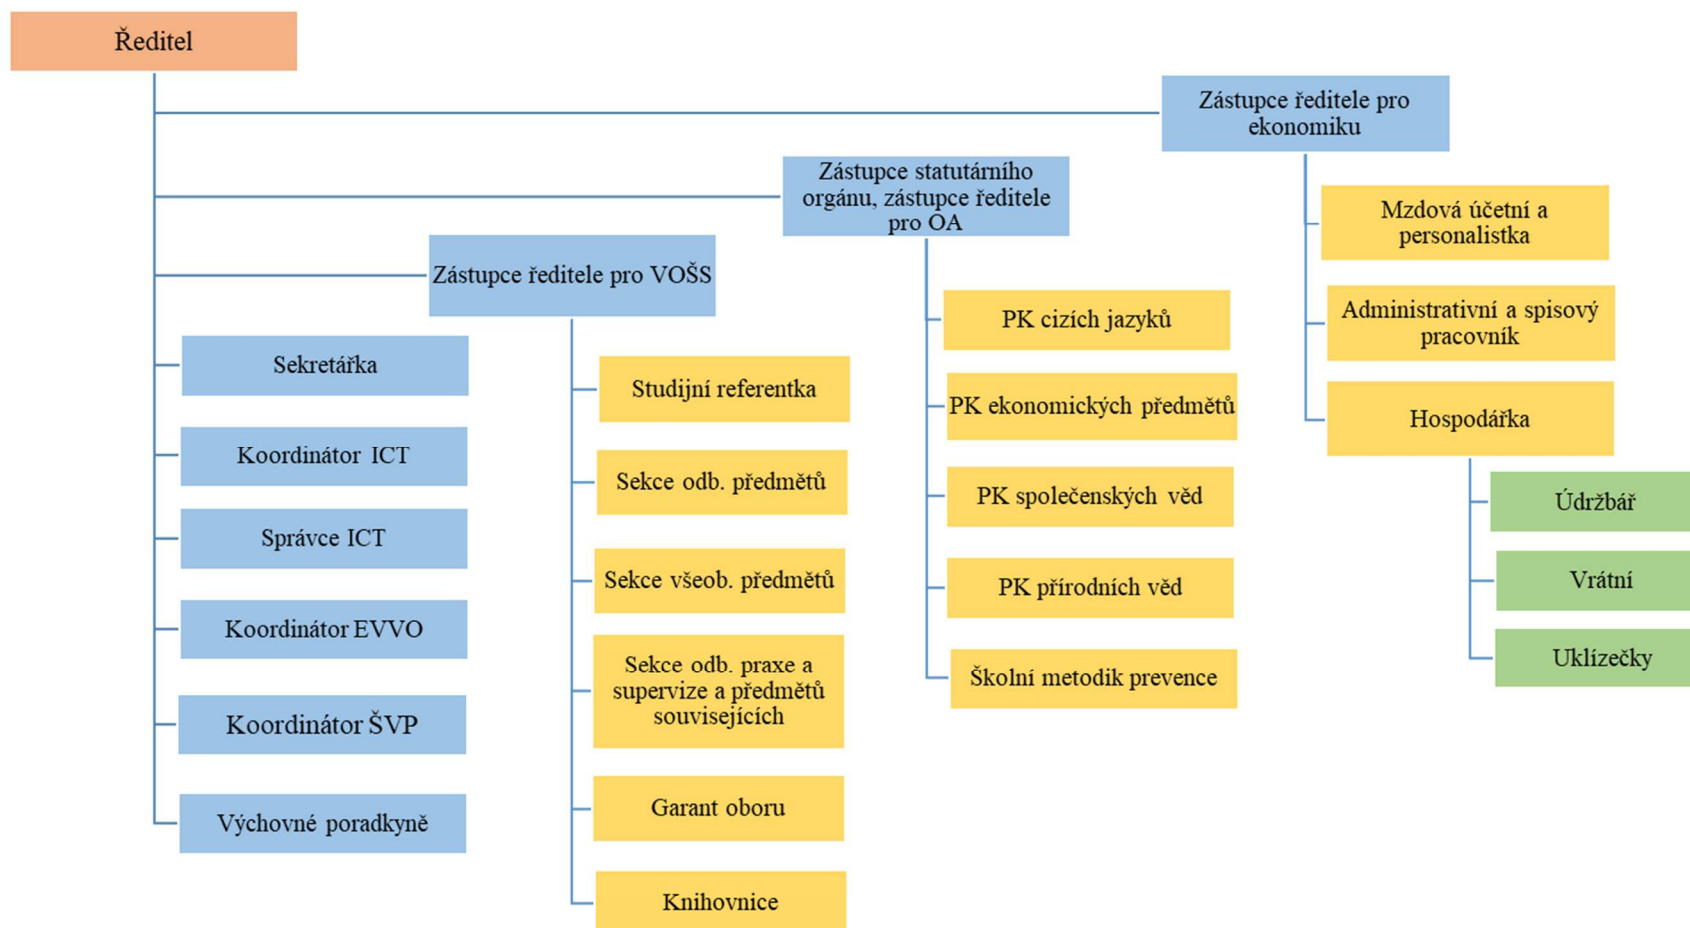 Ředitel
Zástupce ředitele pro
ekonomiku
Zástupce statutárního
orgánu, zástupce ředitele
pro OA
Zástupce ředitele pro VOŠS
Sekretářka
Koordinátor ICT
Správce ICT
Koordinátor EVVO
Koordinátor ŠVP
Výchovné poradkyně
Studijní referentka
Sekce odb. předmětů
Sekce všeob. předmětů
Sekce odb. praxe a
supervize a předmětů
souvisejících
Garant oboru
Knihovnice
PK cizích jazyků
PK ekonomických předmětů
PK společenských věd
PK přírodních věd
Školní metodik prevence
Mzdová účetní a
personalistka
Administrativní a spisový
pracovník
Hospodářka
Údržbář
Vrátní
Uklízečky